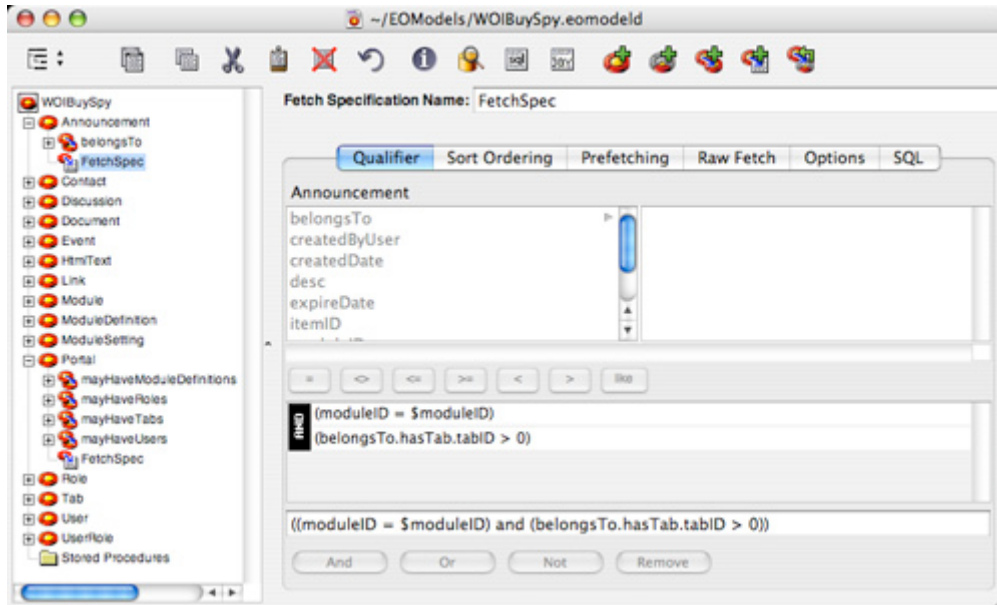 ~/EOModels/WOIBuySpy.eomodeld
sql
Fetch Specification Name: FetchSpec
WOIBuySpy
Announcement
belongsTo
FetchSpec
Contact
Discussion
Document
Event
HtmlText
Link
Module
ModuleDefinition
ModuleSetting
Portal
mayHaveModuleDefinitions
mayHaveRoles
mayHaveTabs
mayHaveUsers
FetchSpec
Role
Tab
User
UserRole
Stored Procedures
Qualifier Sort Ordering Prefetching Raw Fetch Options SQL
Announcement
belongsTo
createdByUser
createdDate
desc
expireDate
itemID
= <> <= >= < > like
AND
(moduleID = $moduleID)
(belongsTo.hasTab.tabID > 0)
((moduleID = $moduleID) and (belongsTo.hasTab.tabID > 0))
And Or Not Remove